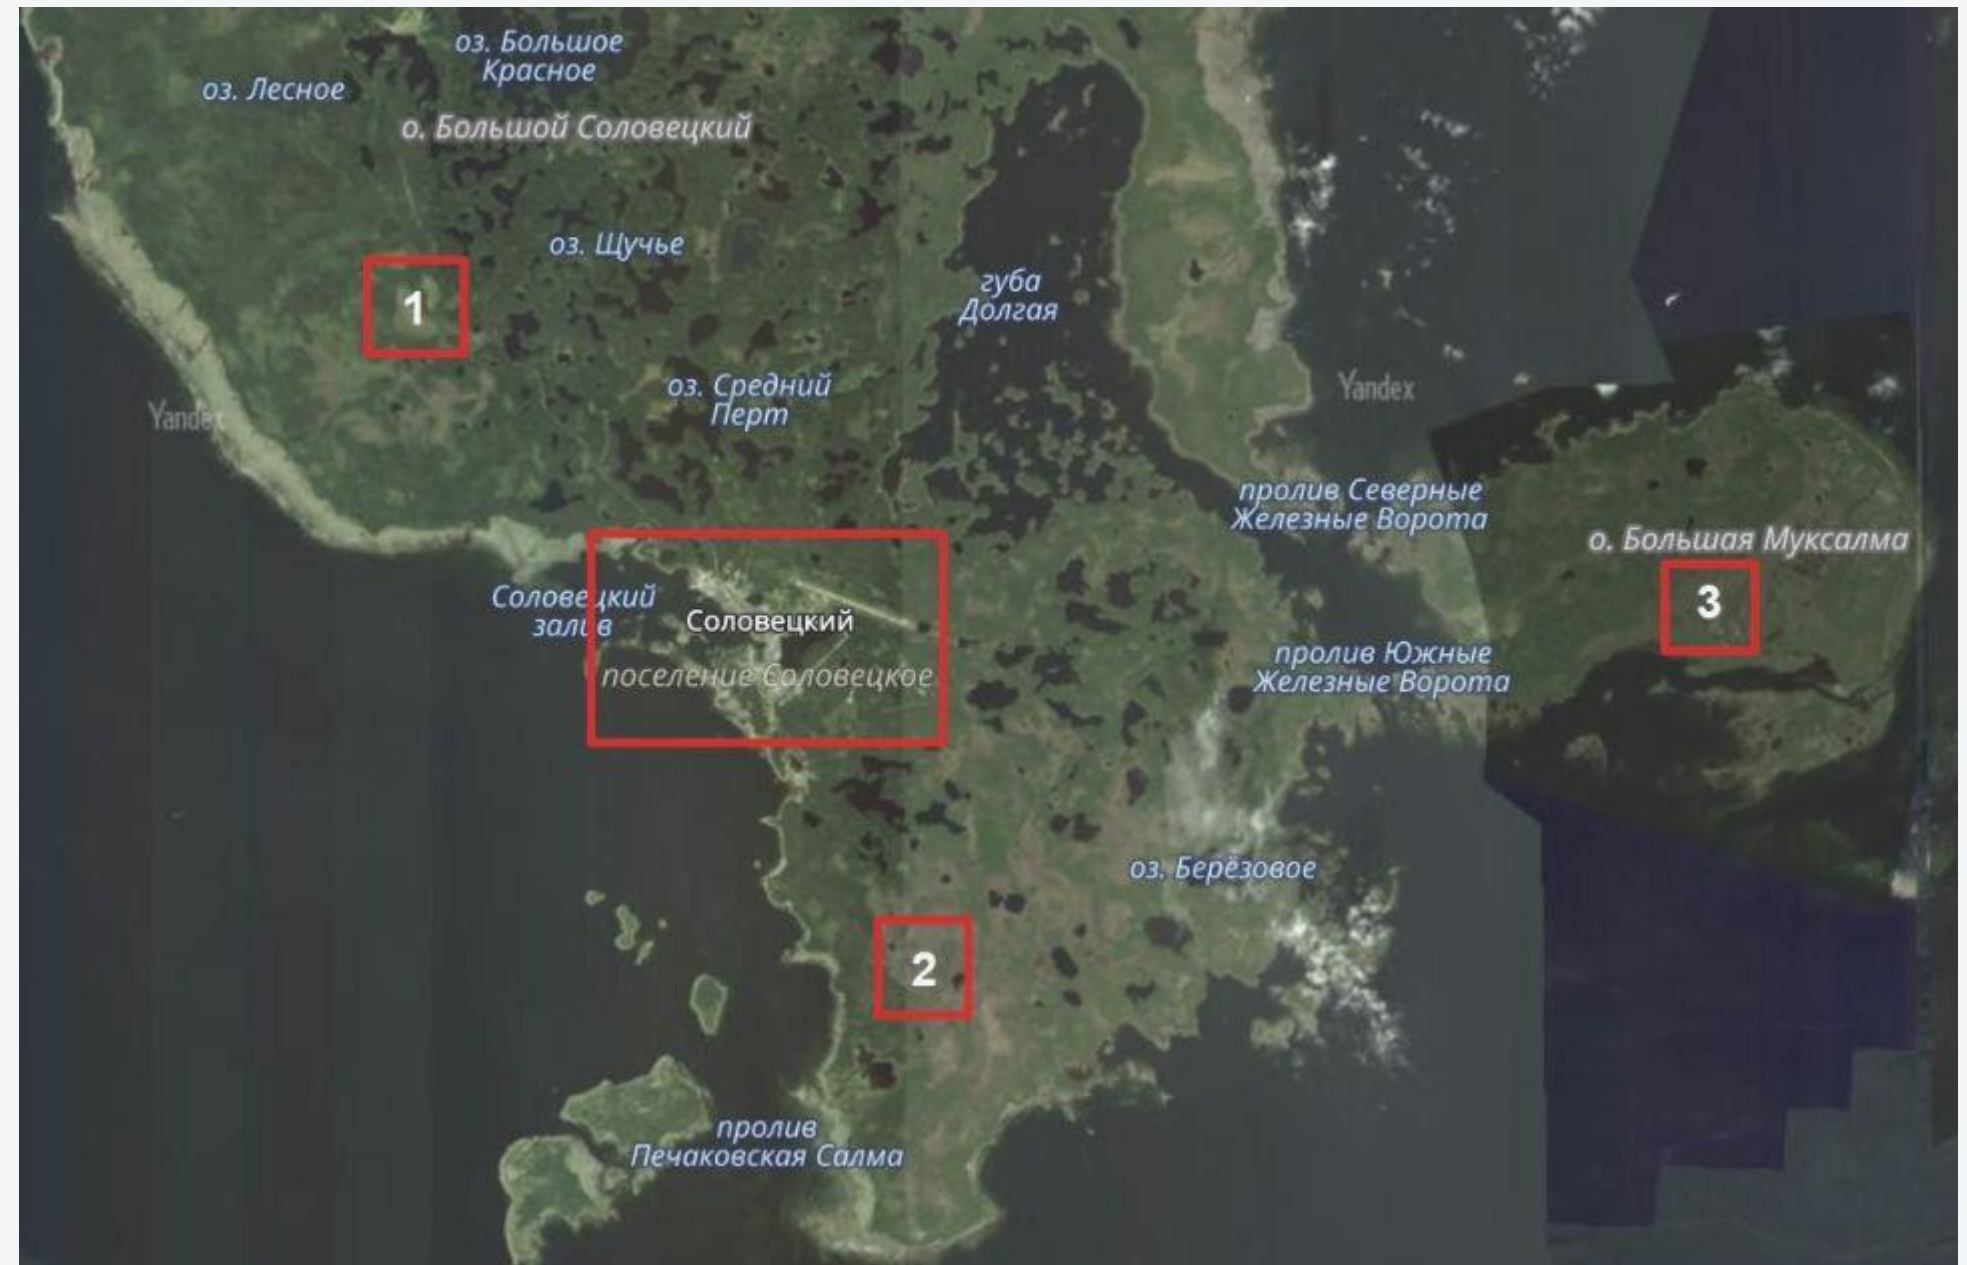 оз. Большое
Красное
оз. Лесное
о. Большой Соловецкий
оз. Щучье
губа
Долгая
1
оз. Средний
Перт
Yandex
Yandex
пролив Северные
Железные Ворота
о. Большая Муксалма
Соловецкий
залив
Соловецкий
3
поселение Соловецкое
пролив Южные
Железные Ворота
оз. Берёзовое
2
пролив
Печаковская Салма